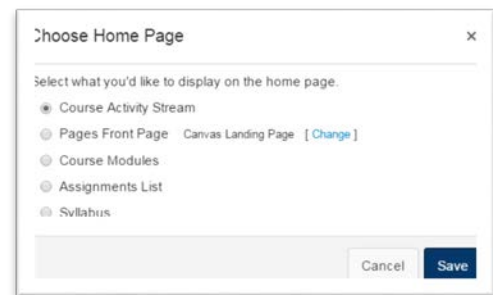 Choose Home Page ×
Select what you'd like to display on the home page.
Course Activity Stream
Pages Front Page Canvas Landing Page [ Change ]
Course Modules
Assignments List
Syllabus
Cancel Save